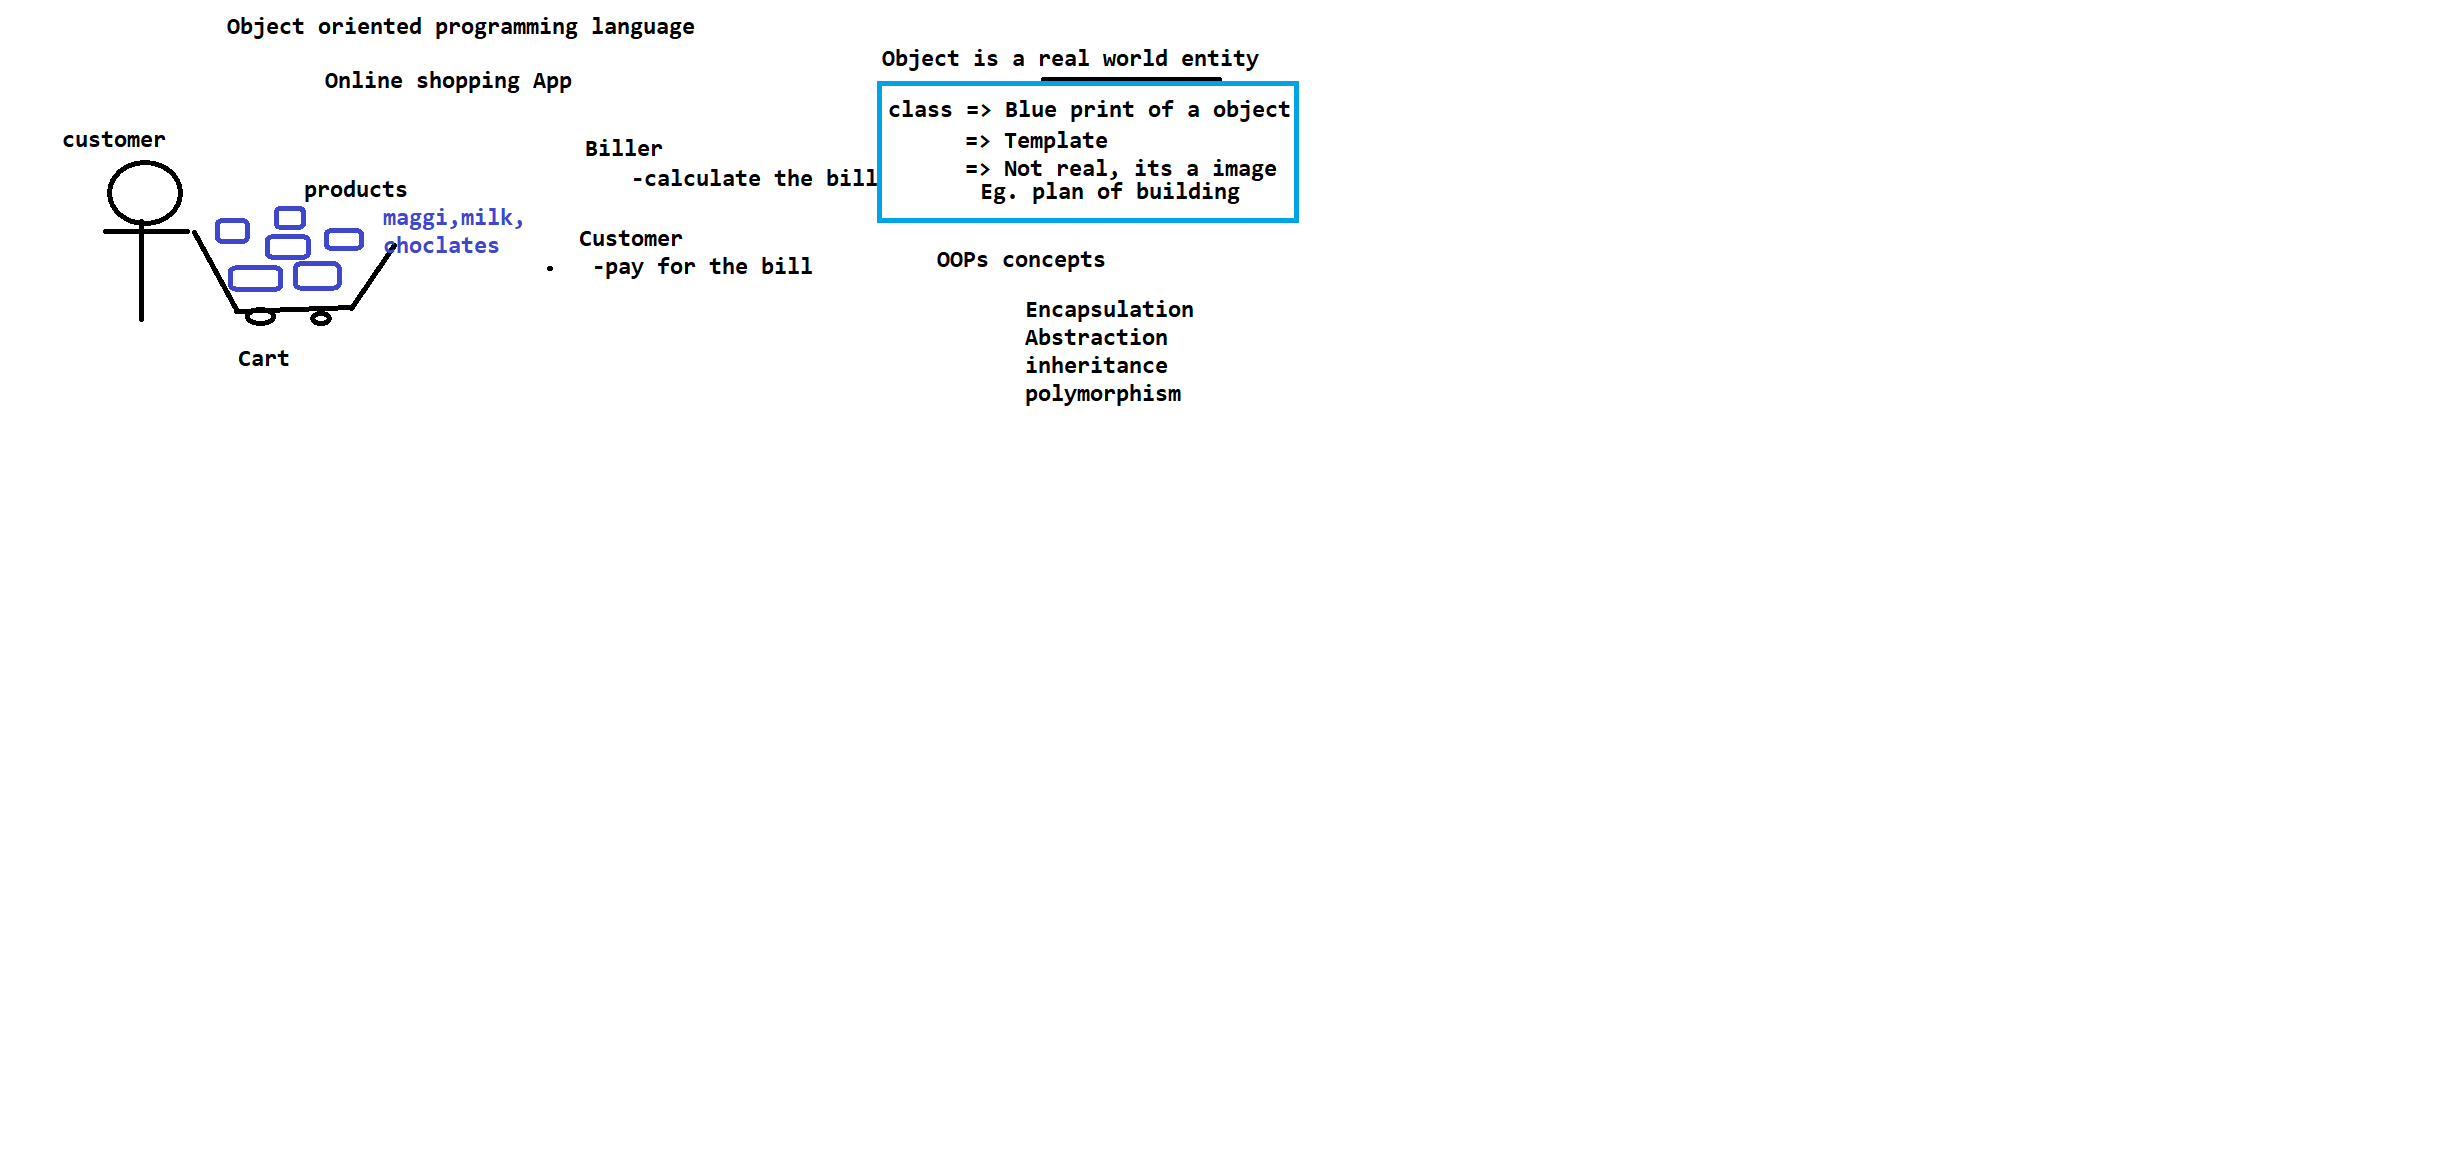 Object oriented programming language
Online shopping App
customer
products
maggi,milk,
choclates
Cart
Biller
-calculate the bill
Customer
-pay for the bill
Object is a real world entity
class => Blue print of a object
=> Template
=> Not real, its a image
Eg. plan of building
OOPs concepts
Encapsulation
Abstraction
inheritance
polymorphism